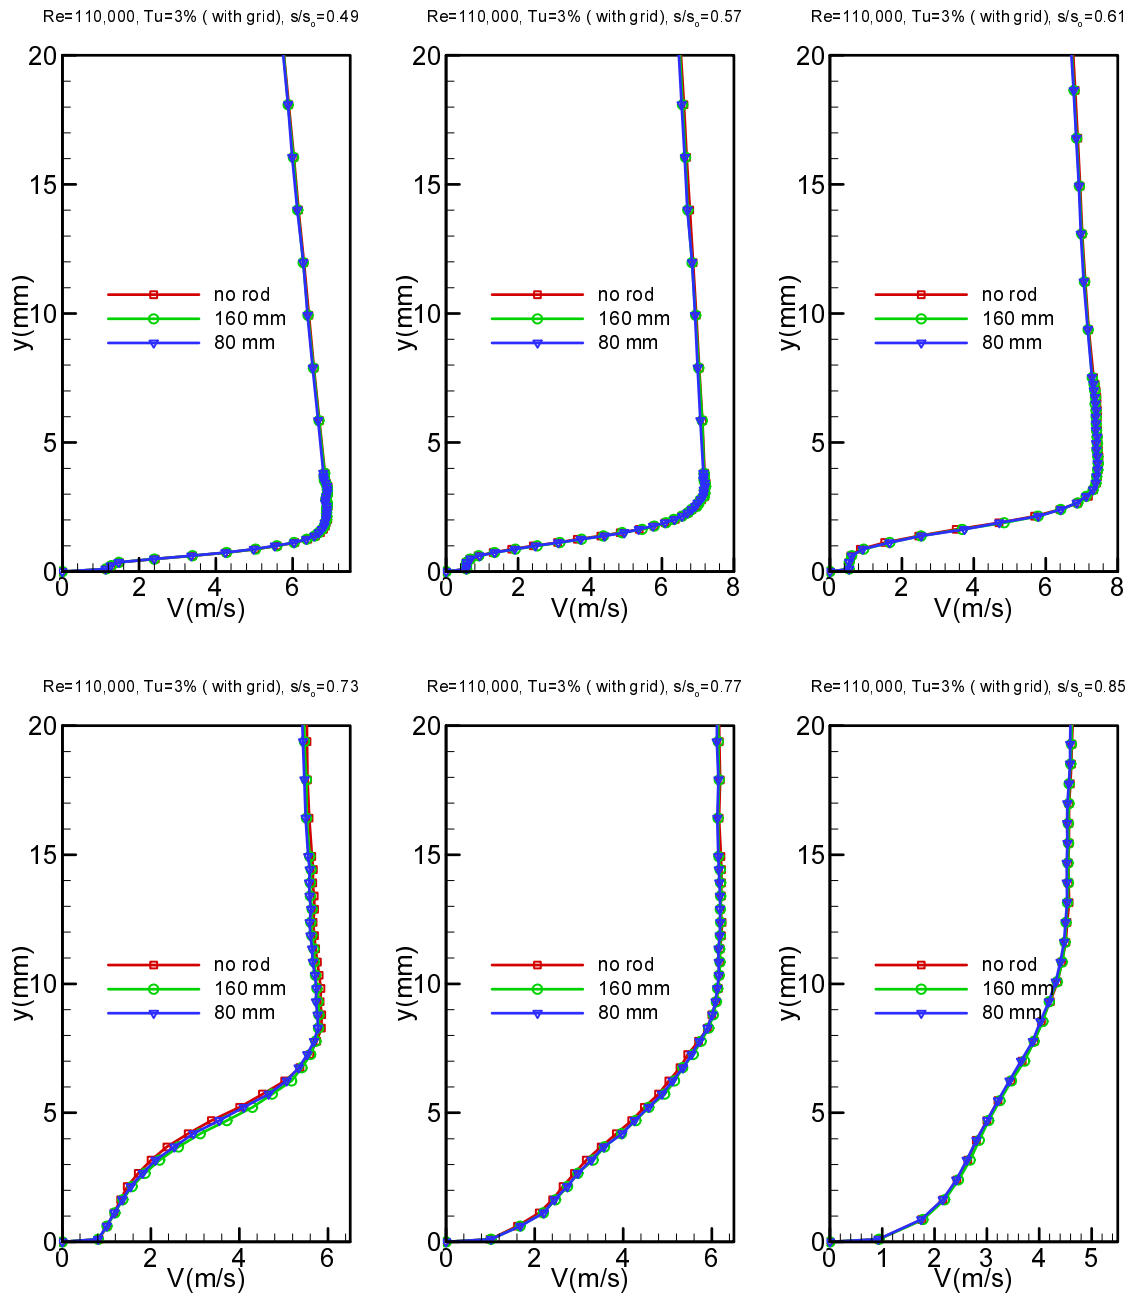 Re=110,000, Tu=3% ( with grid), s/s₀=0.49
20
15
10
5
0
y(mm)
no rod
160 mm
80 mm
0 2 4 6
V(m/s)
Re=110,000, Tu=3% ( with grid), s/s₀=0.57
20
15
10
5
0
y(mm)
no rod
160 mm
80 mm
0 2 4 6 8
V(m/s)
Re=110,000, Tu=3% ( with grid), s/s₀=0.61
20
15
10
5
0
y(mm)
no rod
160 mm
80 mm
0 2 4 6 8
V(m/s)
Re=110,000, Tu=3% ( with grid), s/s₀=0.73
20
15
10
5
0
y(mm)
no rod
160 mm
80 mm
0 2 4 6
V(m/s)
Re=110,000, Tu=3% ( with grid), s/s₀=0.77
20
15
10
5
0
y(mm)
no rod
160 mm
80 mm
0 2 4 6
V(m/s)
Re=110,000, Tu=3% ( with grid), s/s₀=0.85
20
15
10
5
0
y(mm)
no rod
160 mm
80 mm
0 1 2 3 4 5
V(m/s)